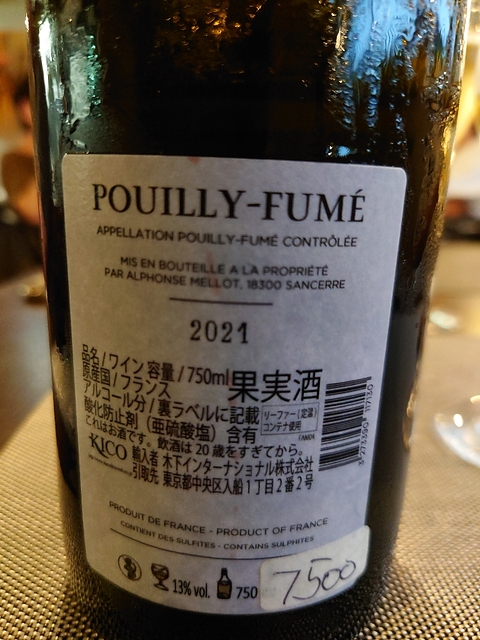 POUILLY-FUMÉ
APPELLATION POUILLY-FUMÉ CONTRÔLÉE
MIS EN BOUTEILLE A LA PROPRIÉTÉ
PAR ALPHONSE MELLOT, 18300 SANCERRE
2021
品名/ワイン 容量/750ml
原産国/フランス
果実酒
アルコール分/裏ラベルに記載
リーファー(定温)
コンテナ使用
酸化防止剤(亜硫酸塩)含有
これはお酒です。飲酒は20歳をすぎてから。
KICO
輸入者 木下インターナショナル株式会社
引取先 東京都中央区入船1丁目2番2号
3 273390 117130
PRODUIT DE FRANCE - PRODUCT OF FRANCE
CONTIENT DES SULFITES - CONTAINS SULPHITES
13% vol. 750
7500